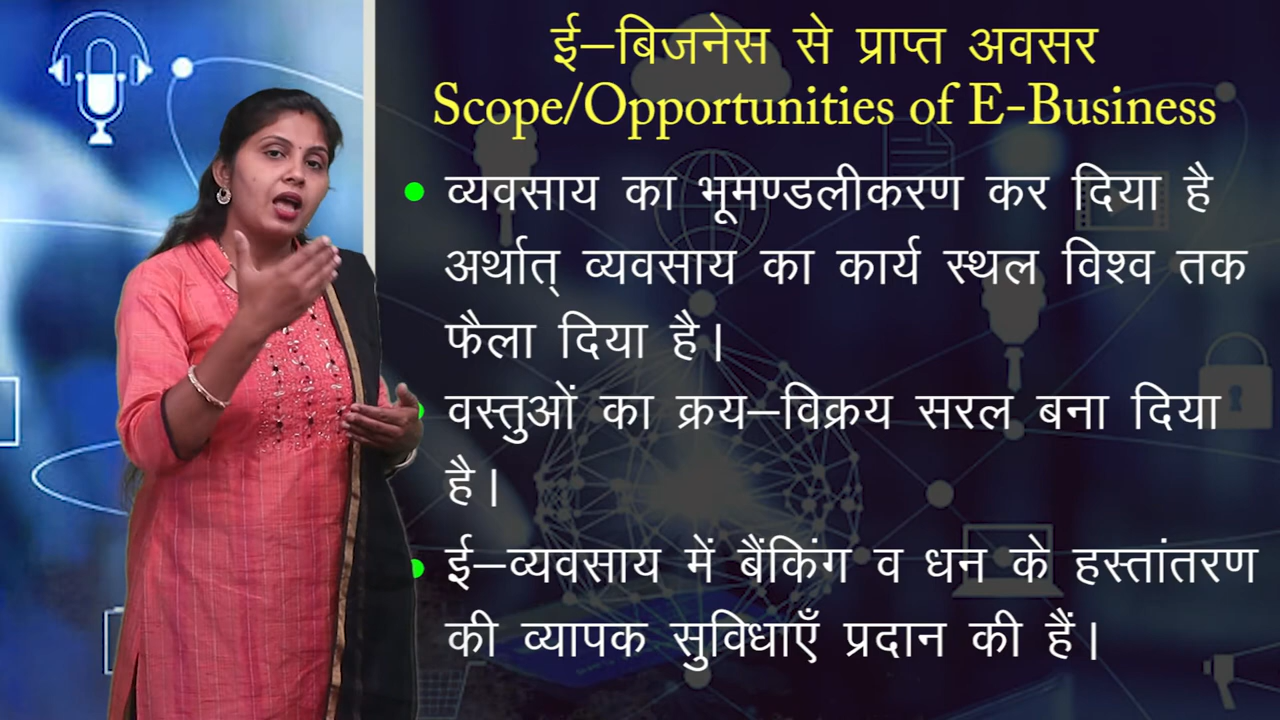 ई–बिजनेस से प्राप्त अवसर
Scope/Opportunities of E-Business
• व्यवसाय का भूमण्डलीकरण कर दिया है
अर्थात् व्यवसाय का कार्य स्थल विश्व तक
फैला दिया है।
• वस्तुओं का क्रय–विक्रय सरल बना दिया
है।
• ई–व्यवसाय में बैंकिंग व धन के हस्तांतरण
की व्यापक सुविधाएँ प्रदान की हैं।